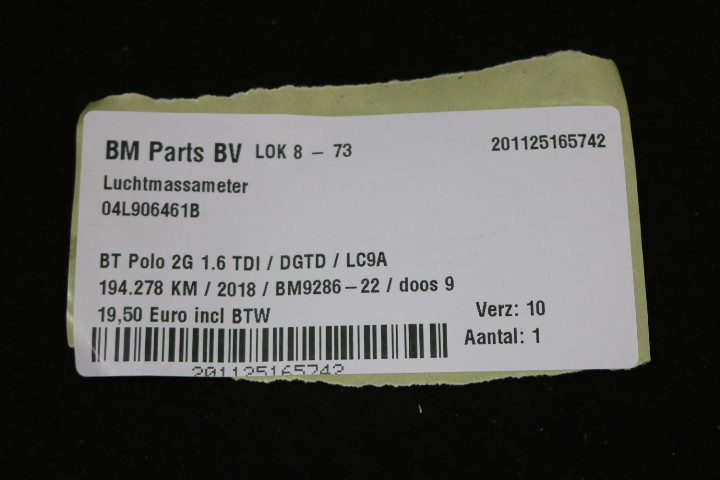 BM Parts BV LOK 8 – 73 201125165742
Luchtmassameter
04L906461B
BT Polo 2G 1.6 TDI / DGTD / LC9A
194.278 KM / 2018 / BM9286–22 / doos 9
19,50 Euro incl BTW Verz: 10
Aantal: 1
201125165742